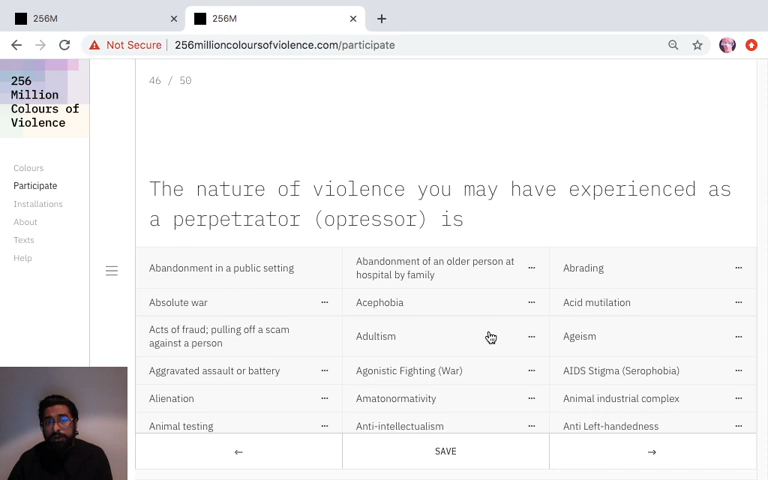 256M
256M
Not Secure
256millioncoloursofviolence.com/participate
256
Million
Colours of
Violence
Colours
Participate
Installations
About
Texts
Help
46 / 50
The nature of violence you may have experienced as
a perpetrator (opressor) is
Abandonment in a public setting
Abandonment of an older person at
hospital by family
Abrading
Absolute war
Acephobia
Acid mutilation
Acts of fraud; pulling off a scam
against a person
Adultism
Ageism
Aggravated assault or battery
Agonistic Fighting (War)
AIDS Stigma (Serophobia)
Alienation
Amatonormativity
Animal industrial complex
Animal testing
Anti-intellectualism
Anti Left-handedness
←
SAVE
→